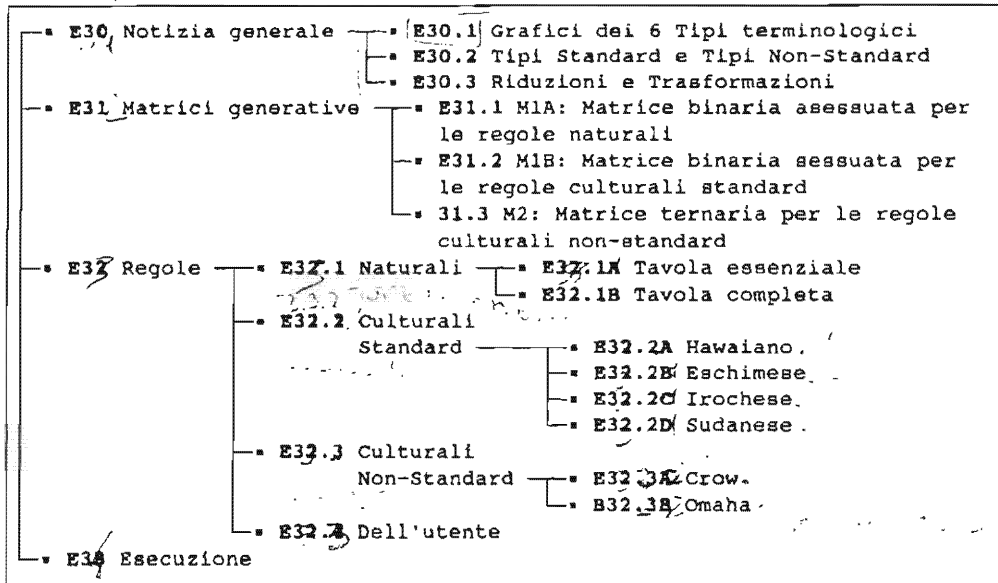 E30 Notizia generale
E30.1 Grafici dei 6 Tipi terminologici
E30.2 Tipi Standard e Tipi Non-Standard
E30.3 Riduzioni e Trasformazioni
E31 Matrici generative
E31.1 M1A: Matrice binaria asessuata per
le regole naturali
E31.2 M1B: Matrice binaria sessuata per
le regole culturali standard
31.3 M2: Matrice ternaria per le regole
culturali non-standard
E32 Regole
E32.1 Naturali
E32.1A Tavola essenziale
E32.1B Tavola completa
E32.2 Culturali
Standard
E32.2A Hawaiano.
E32.2B Eschimese
E32.2C Irochese.
E32.2D Sudanese.
E32.3 Culturali
Non-Standard
E32.3A Crow.
B32.3B Omaha
Dell'utente
Esecuzione